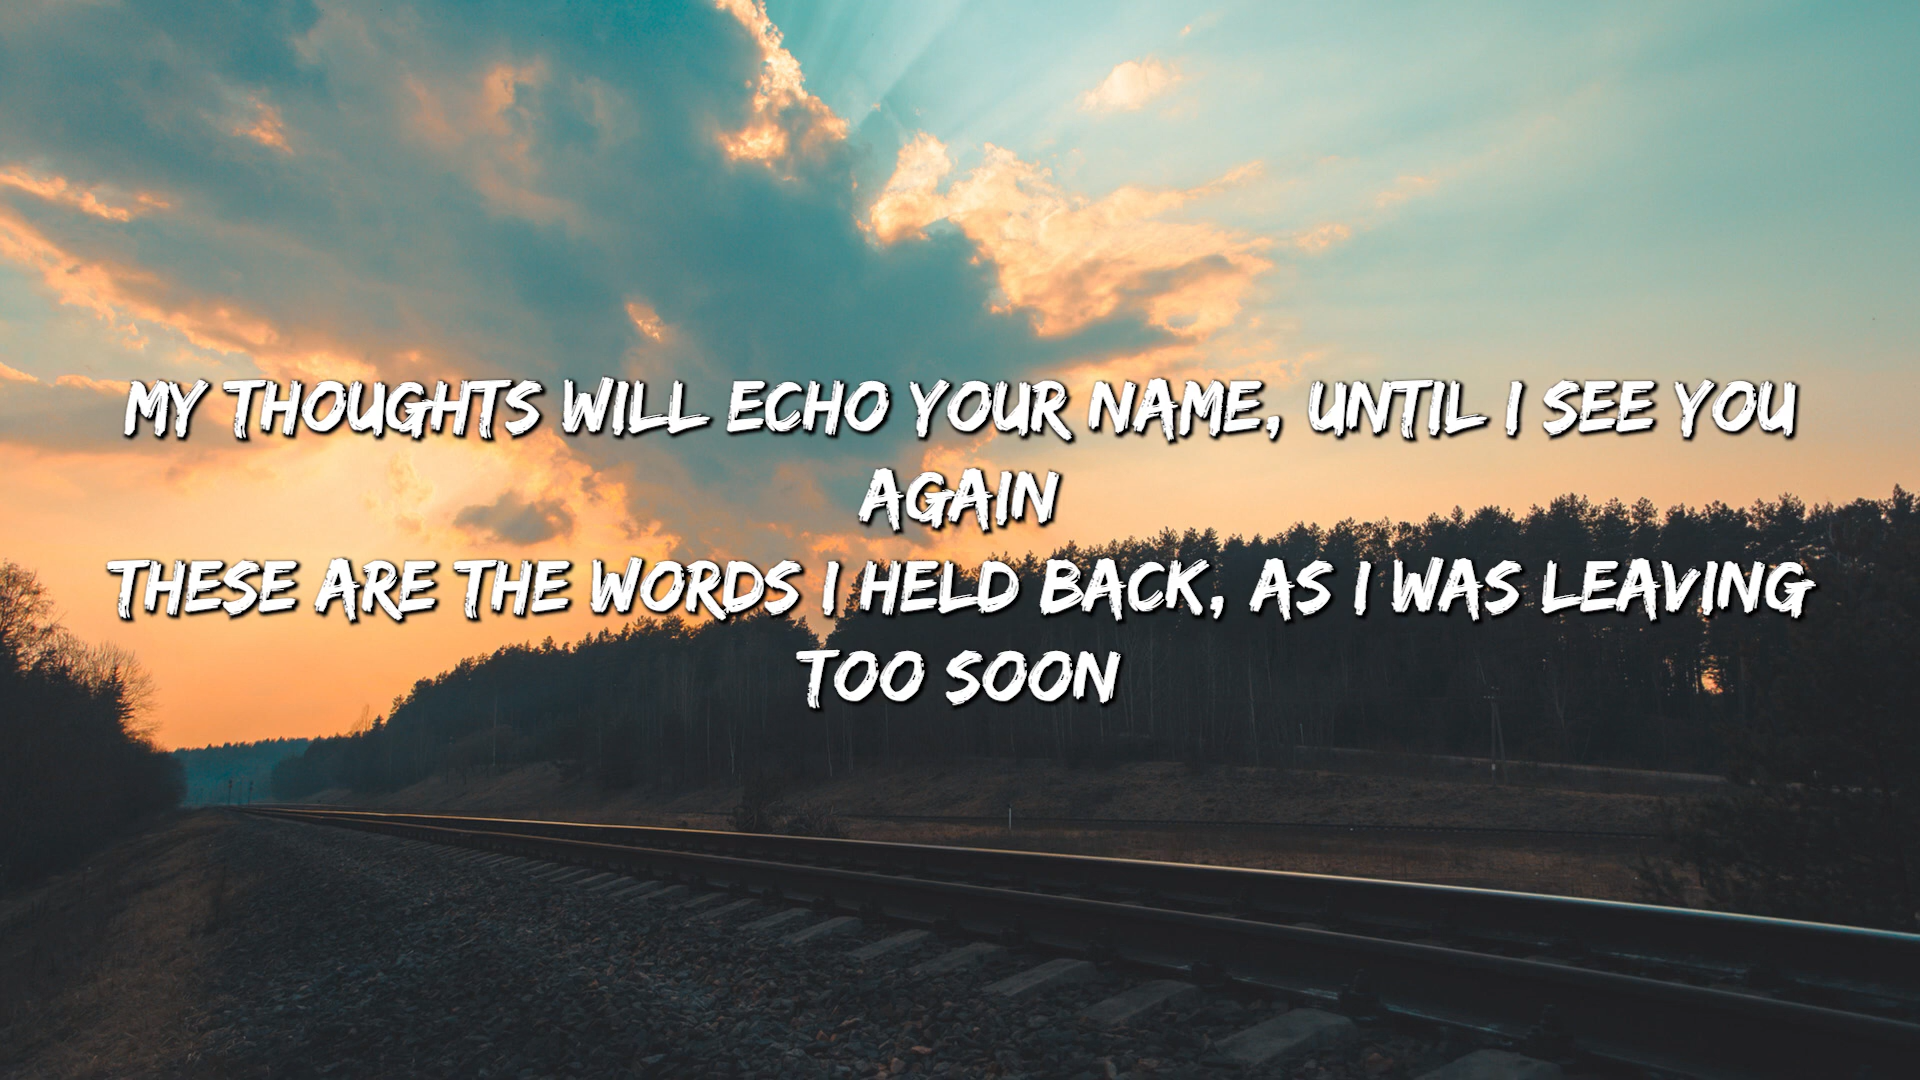 MY THOUGHTS WILL ECHO YOUR NAME, UNTIL I SEE YOU
AGAIN
THESE ARE THE WORDS I HELD BACK, AS I WAS LEAVING
TOO SOON